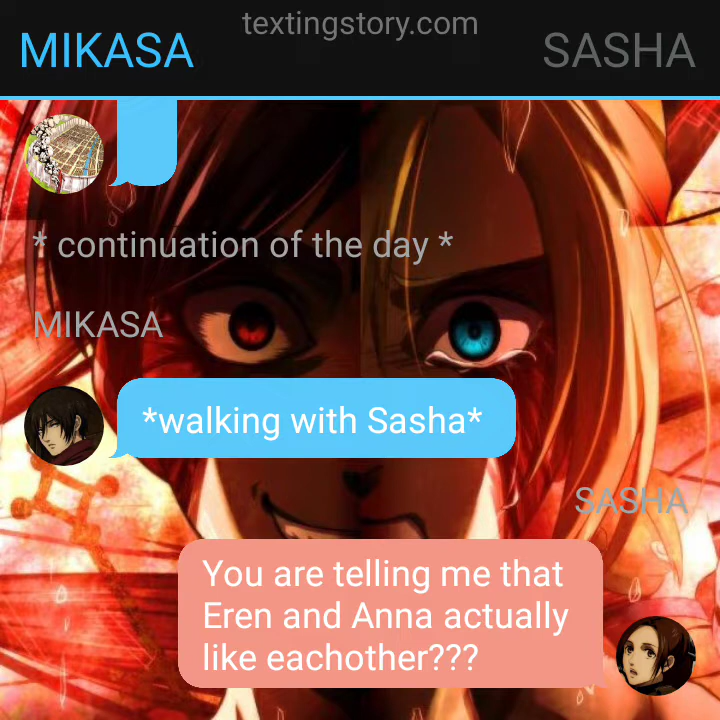 textingstory.com
MIKASA
SASHA
* continuation of the day *
MIKASA
*walking with Sasha*
SASHA
You are telling me that
Eren and Anna actually
like eachother???